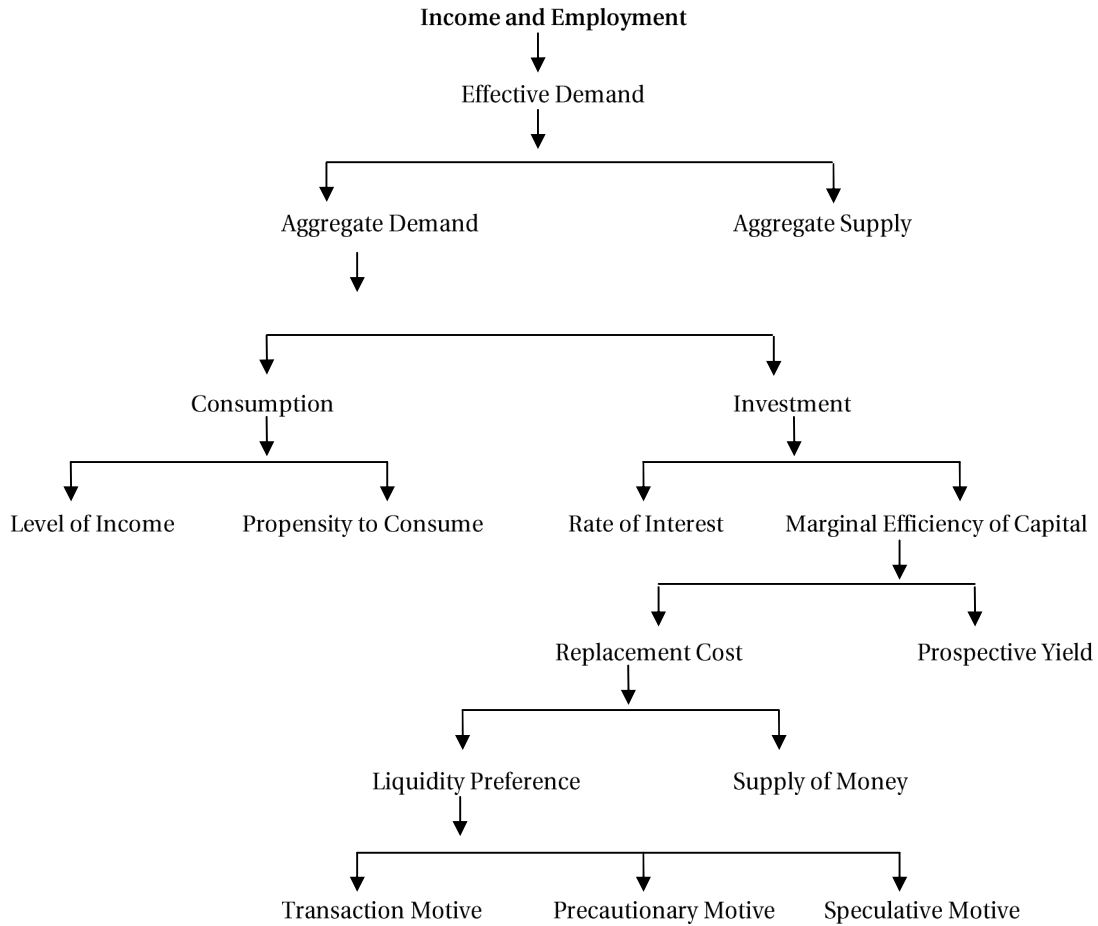 Income and Employment
Effective Demand
Aggregate Demand
Aggregate Supply
Consumption
Investment
Level of Income
Propensity to Consume
Rate of Interest
Marginal Efficiency of Capital
Replacement Cost
Prospective Yield
Liquidity Preference
Supply of Money
Transaction Motive
Precautionary Motive
Speculative Motive